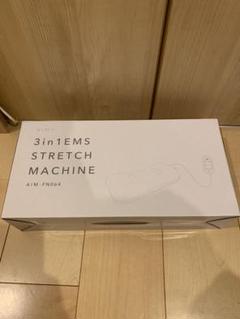 3in1EMS
STRETCH
MACHINE
AIM-FN064